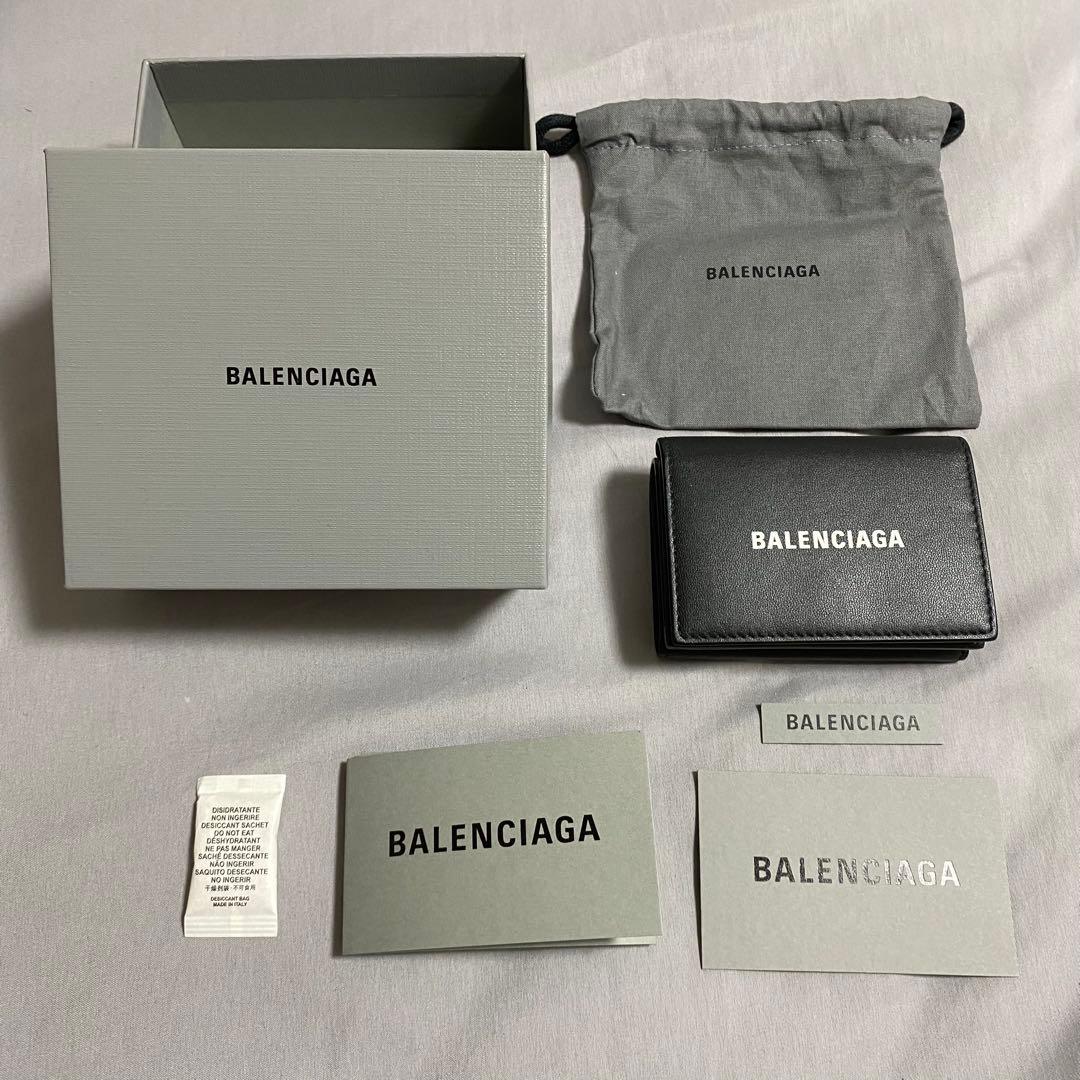 BALENCIAGA
BALENCIAGA
BALENCIAGA
BALENCIAGA
BALENCIAGA
BALENCIAGA
DISIDRATANTE
NON INGERIRE
DESICCANT SACHET
DO NOT EAT
DÉSHYDRATANT
NE PAS MANGER
SACHÉ DESSECANTE
NÃO INGERIR
SAQUITO DESECANTE
NO INGERIR
干燥剂袋·不可食用
DESICCANT BAG
MADE IN ITALY